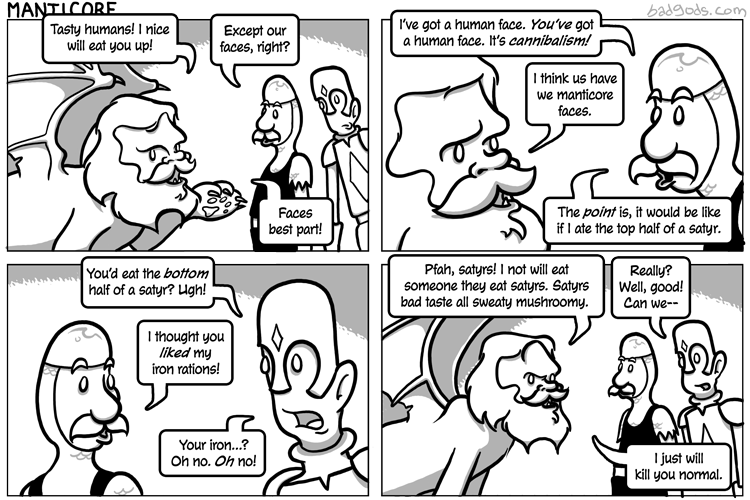 MANTICORE
badgods.com
Tasty humans! I nice
will eat you up!
Except our
faces, right?
Faces
best part!
I've got a human face. You've got
a human face. It's cannibalism!
I think us have
we manticore
faces.
The point is, it would be like
if I ate the top half of a satyr.
You'd eat the bottom
half of a satyr? Ugh!
I thought you
liked my
iron rations!
Your iron...?
Oh no. Oh no!
Pfah, satyrs! I not will eat
someone they eat satyrs. Satyrs
bad taste all sweaty mushroomy.
Really?
Well, good!
Can we--
I just will
kill you normal.